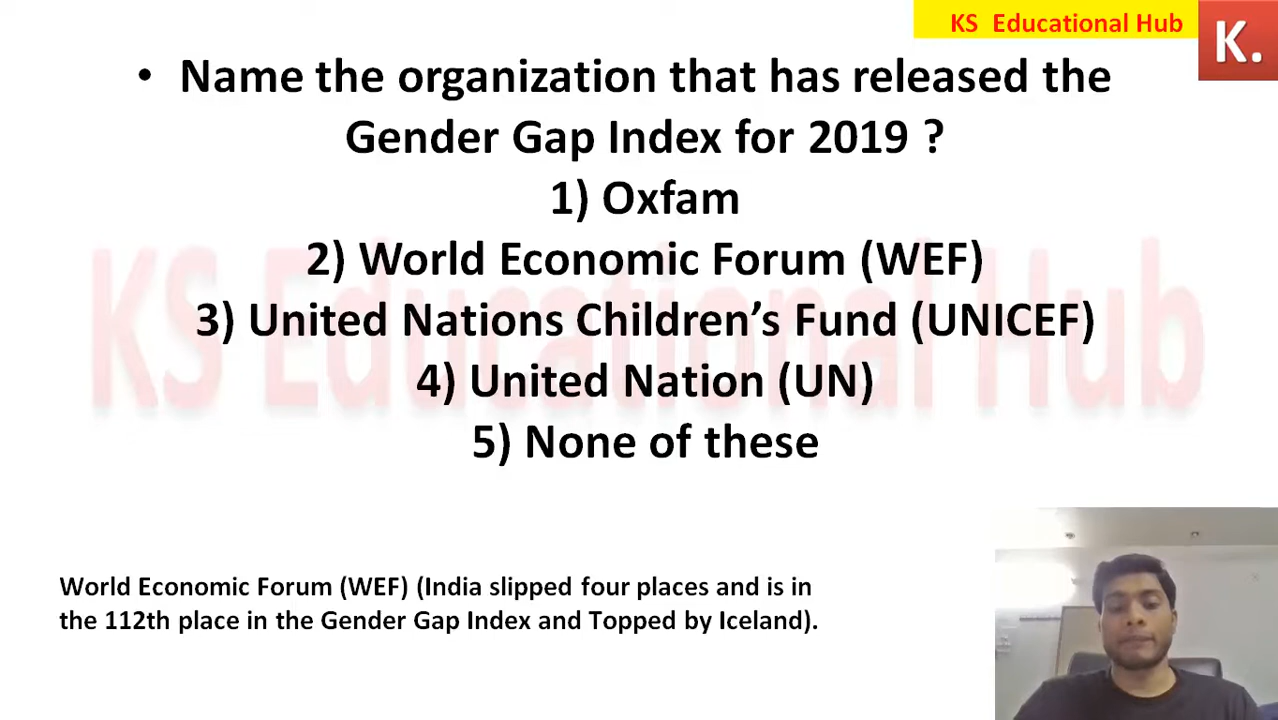 KS Educational Hub
K.
• Name the organization that has released the
Gender Gap Index for 2019 ?
1) Oxfam
2) World Economic Forum (WEF)
3) United Nations Children’s Fund (UNICEF)
4) United Nation (UN)
5) None of these
KS Educational Hub
World Economic Forum (WEF) (India slipped four places and is in
the 112th place in the Gender Gap Index and Topped by Iceland).